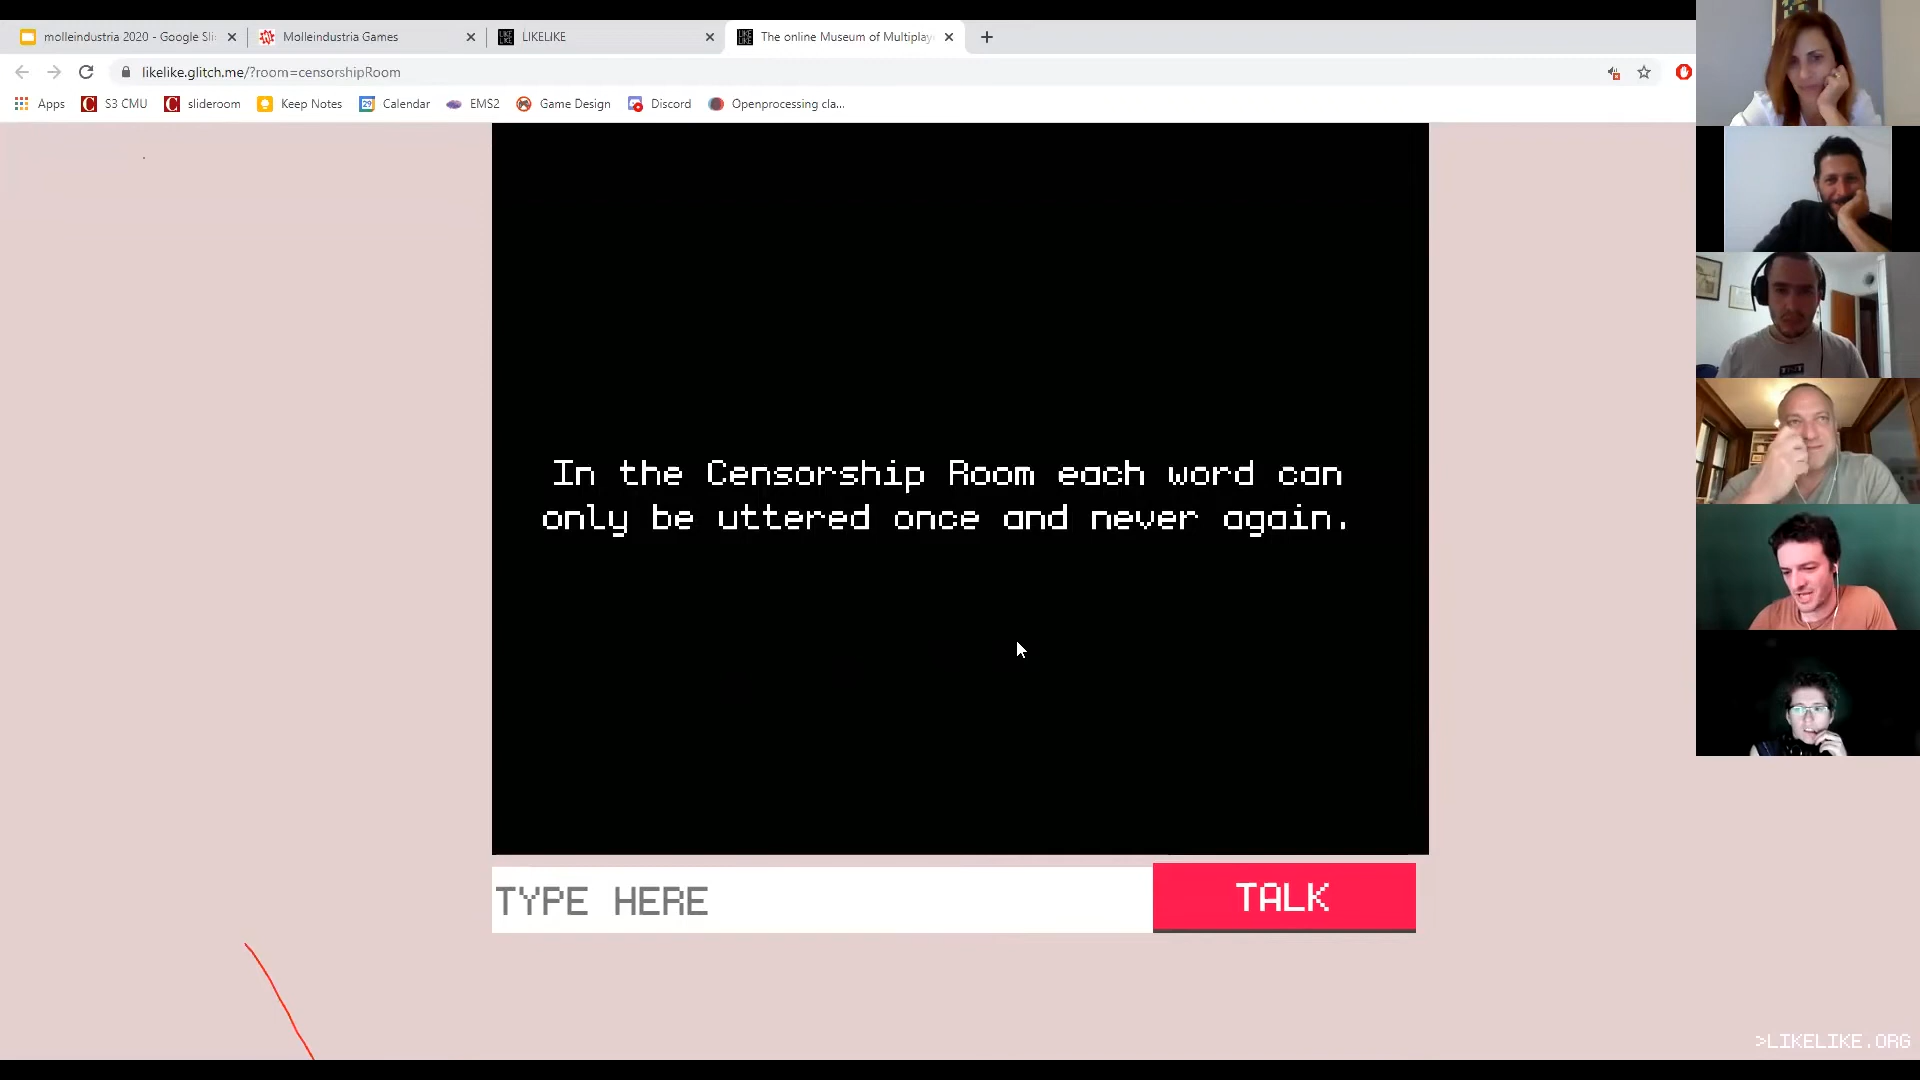 molleindustria 2020 - Google Sli
Molleindustria Games
LIKELIKE
The online Museum of Multiplay
likelike.glitch.me/?room=censorshipRoom
Apps
S3 CMU
slideroom
Keep Notes
Calendar
EMS2
Game Design
Discord
Openprocessing cla...
In the Censorship Room each word can
only be uttered once and never again.
TYPE HERE
TALK
>LIKELIKE.ORG